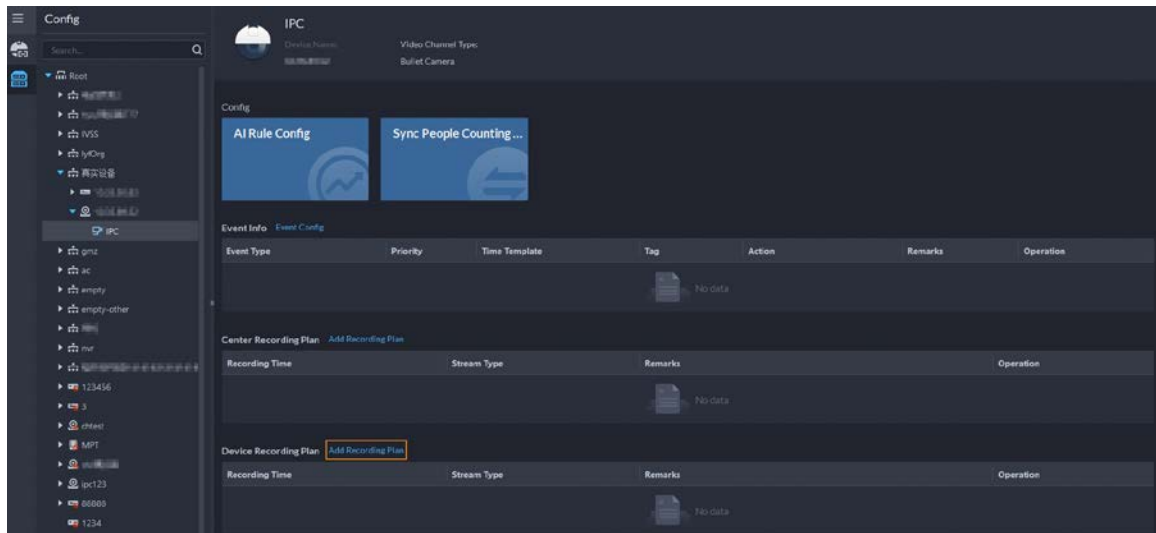 Config
Search...
Root
IVSS
lyfOrg
真实设备
IPC
gmz
ac
empty
empty-other
nvr
123456
3
chtest
MPT
ipc123
88888
1234
IPC
Device Name:
Video Channel Type:
Bullet Camera
Config
AI Rule Config
Sync People Counting ...
Event Info Event Config
Event Type Priority Time Template Tag Action Remarks Operation
No data
Center Recording Plan Add Recording Plan
Recording Time Stream Type Remarks Operation
No data
Device Recording Plan Add Recording Plan
Recording Time Stream Type Remarks Operation
No data